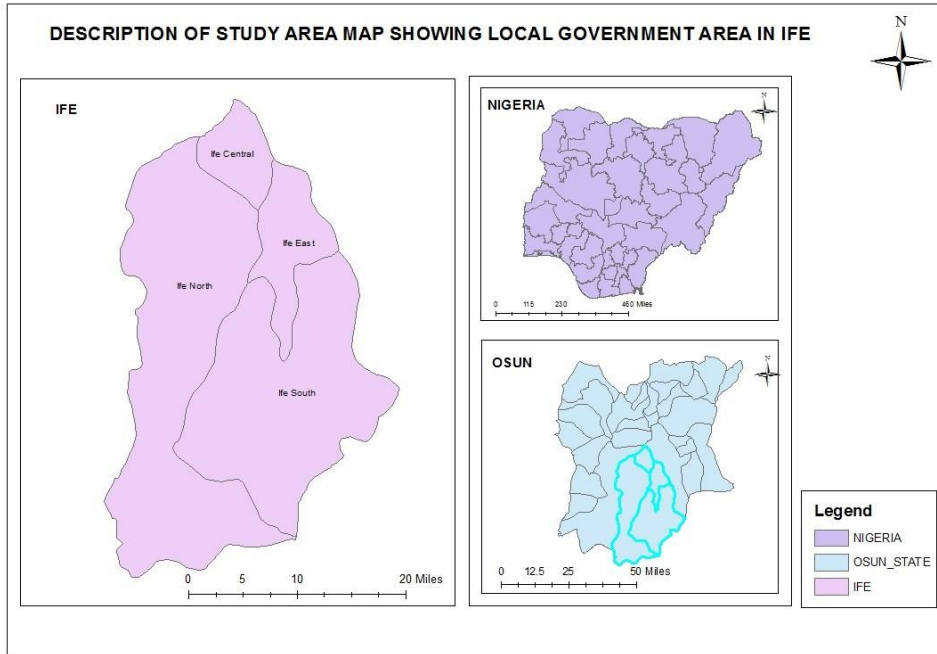 DESCRIPTION OF STUDY AREA MAP SHOWING LOCAL GOVERNMENT AREA IN IFE
N
IFE
Ife Central
Ife East
Ife North
Ife South
0 5 10 20 Miles
NIGERIA
N
0 115 230 460 Miles
OSUN
N
0 12.5 25 50 Miles
Legend
NIGERIA
OSUN_STATE
IFE